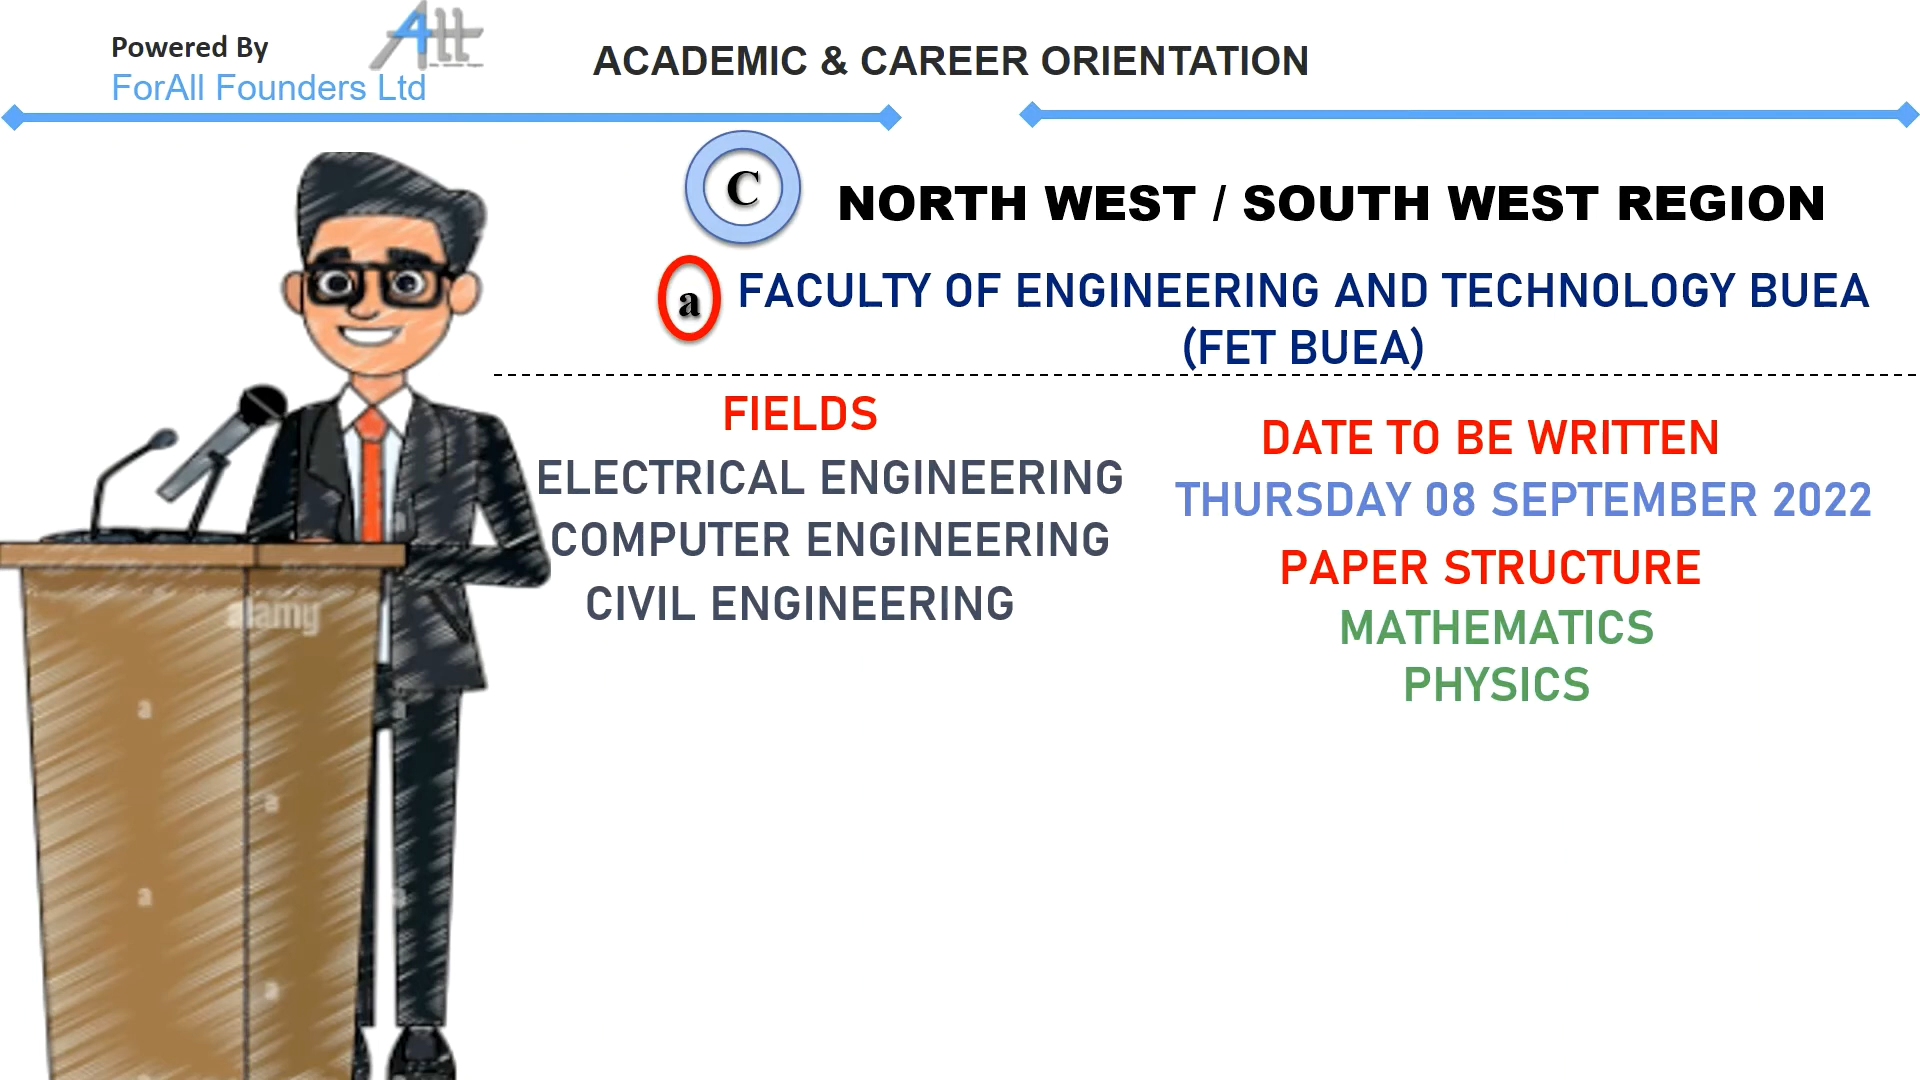 Powered By
ForAll Founders Ltd
ACADEMIC & CAREER ORIENTATION
C
NORTH WEST / SOUTH WEST REGION
a
FACULTY OF ENGINEERING AND TECHNOLOGY BUEA
(FET BUEA)
FIELDS
ELECTRICAL ENGINEERING
COMPUTER ENGINEERING
CIVIL ENGINEERING
DATE TO BE WRITTEN
THURSDAY 08 SEPTEMBER 2022
PAPER STRUCTURE
MATHEMATICS
PHYSICS
alamy
a
a
a
a